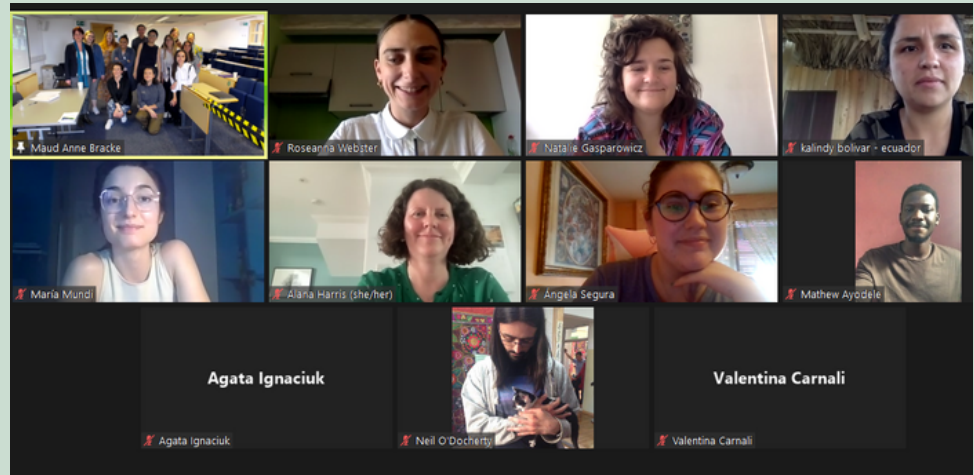 Maud Anne Bracke
Roseanna Webster
Natalie Gasparowicz
kalindy bolivar - ecuador
María Mundi
Alana Harris (she/her)
Ángela Segura
Mathew Ayodele
Agata Ignaciuk
Agata Ignaciuk
Neil O'Docherty
Valentina Carnali
Valentina Carnali